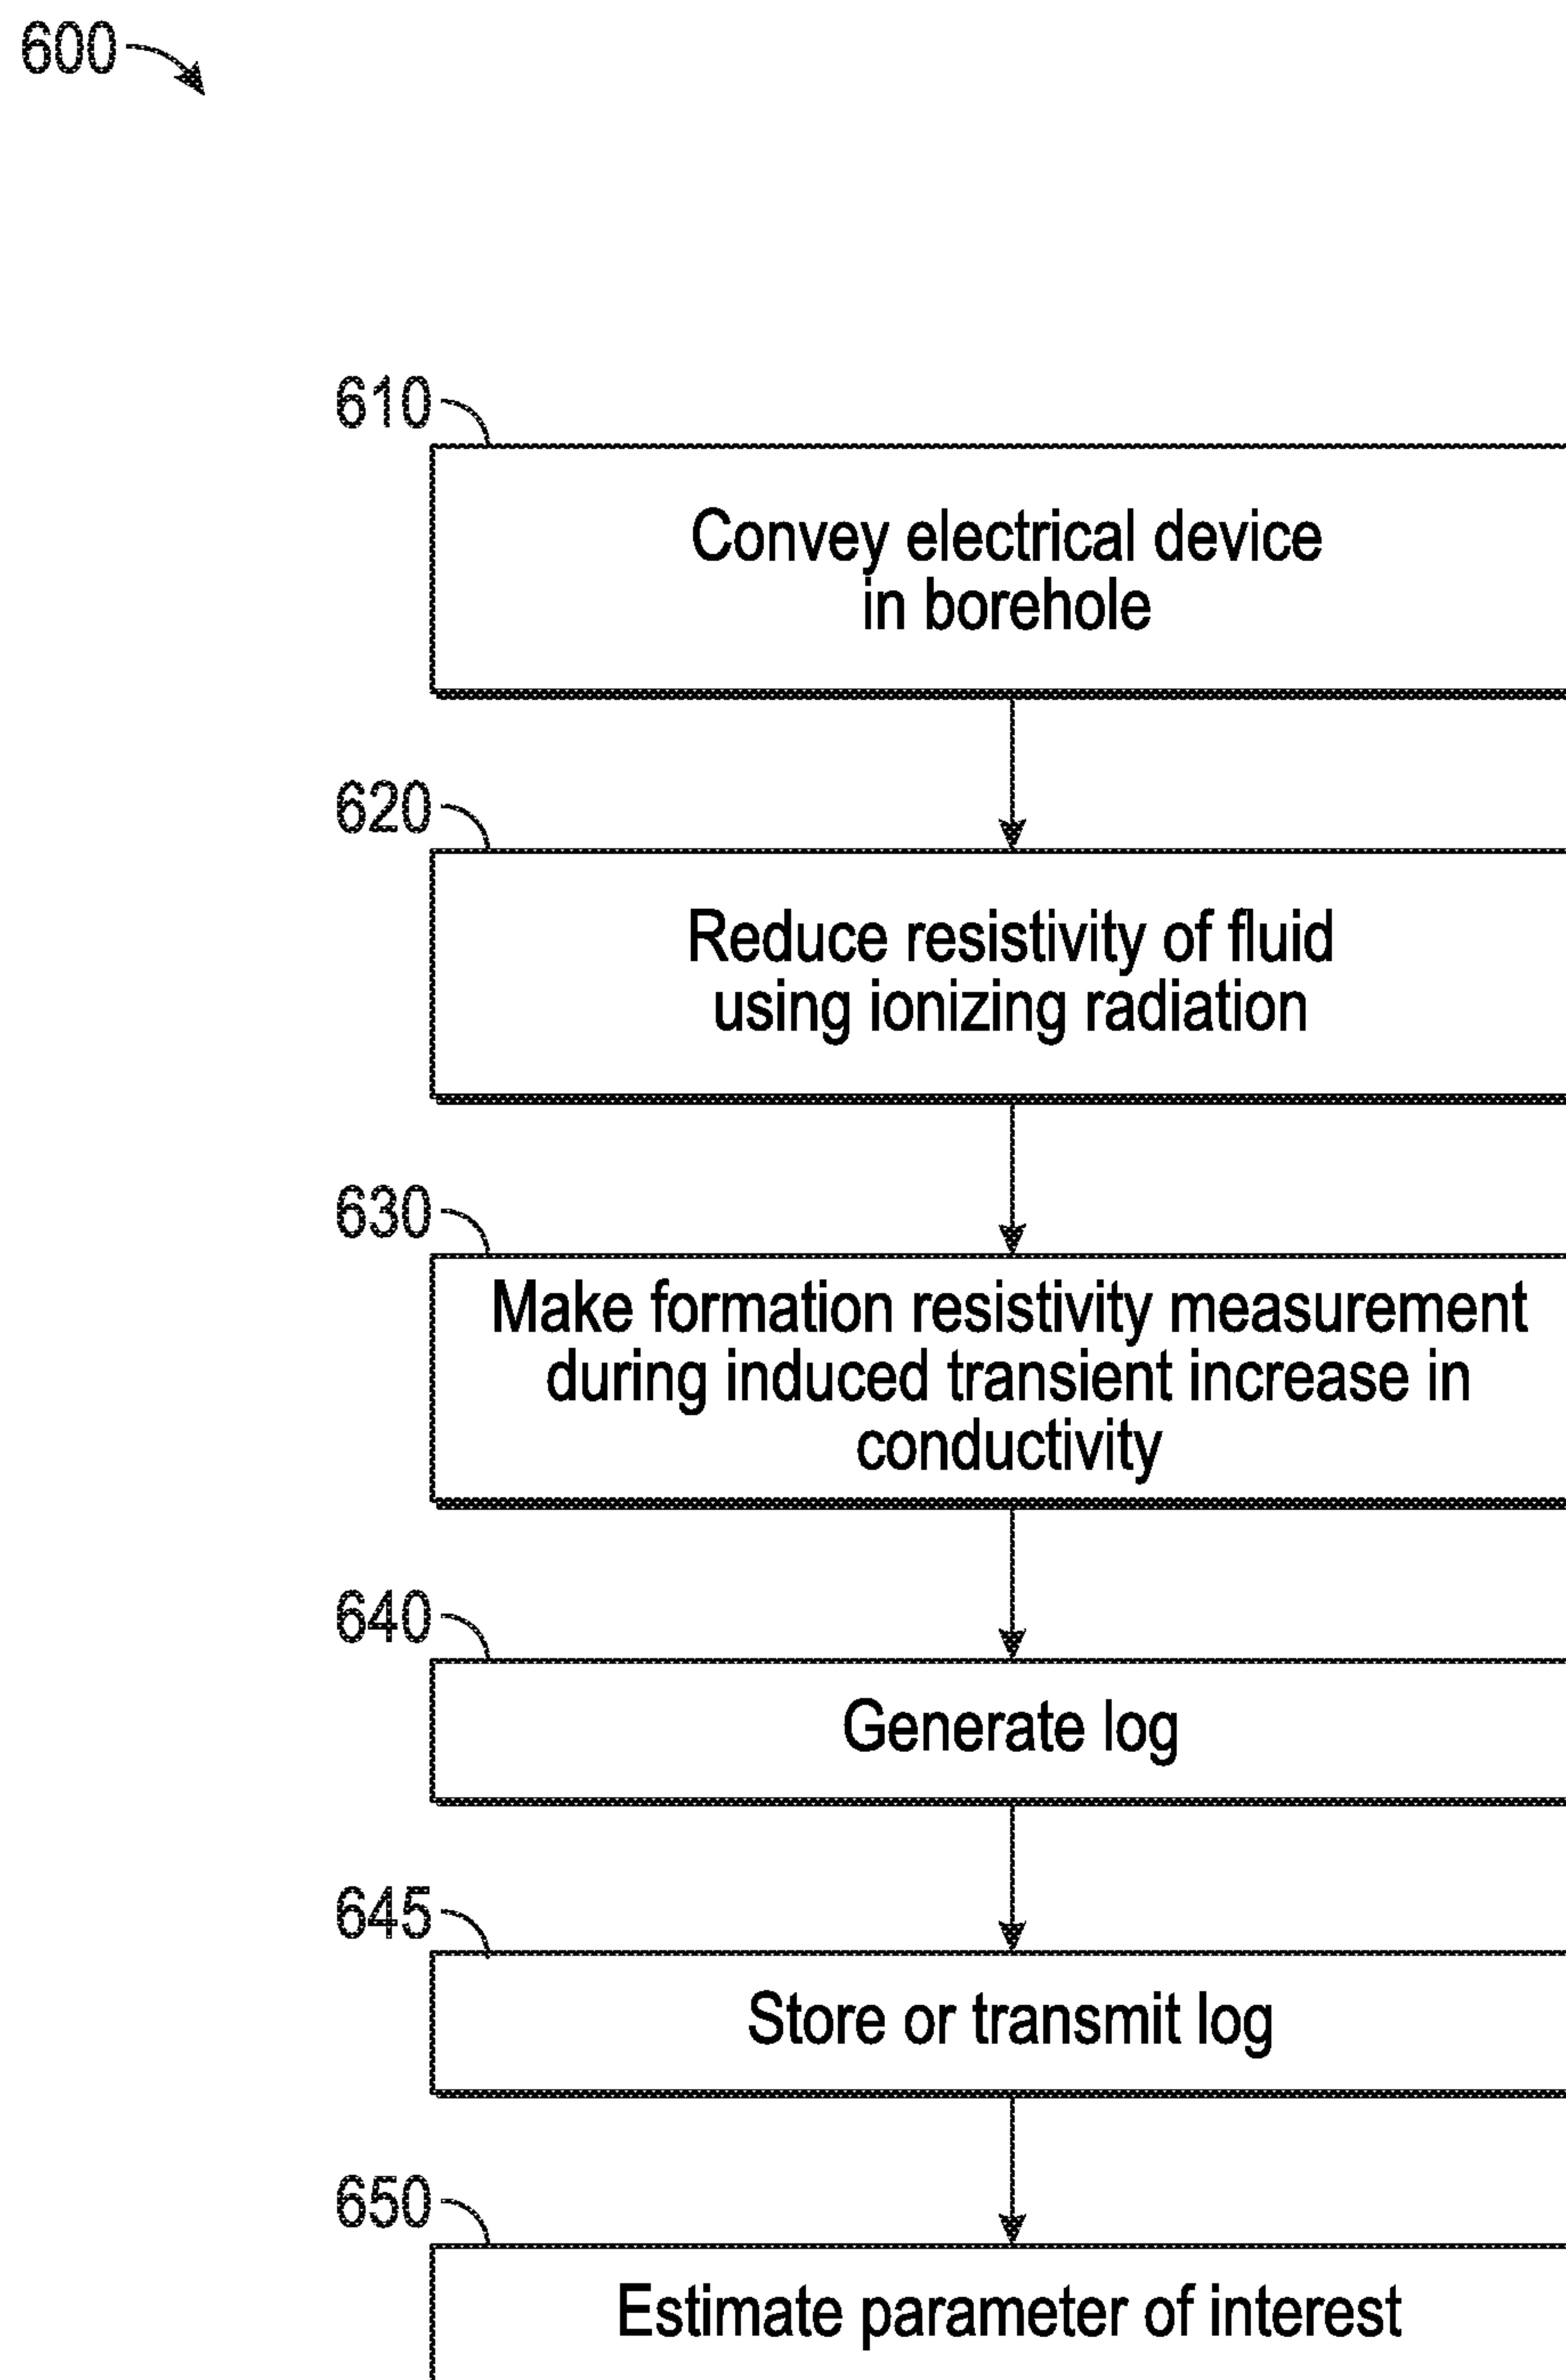 600
610
Convey electrical device
in borehole
620
Reduce resistivity of fluid
using ionizing radiation
630
Make formation resistivity measurement
during induced transient increase in
conductivity
640
Generate log
645
Store or transmit log
650
Estimate parameter of interest